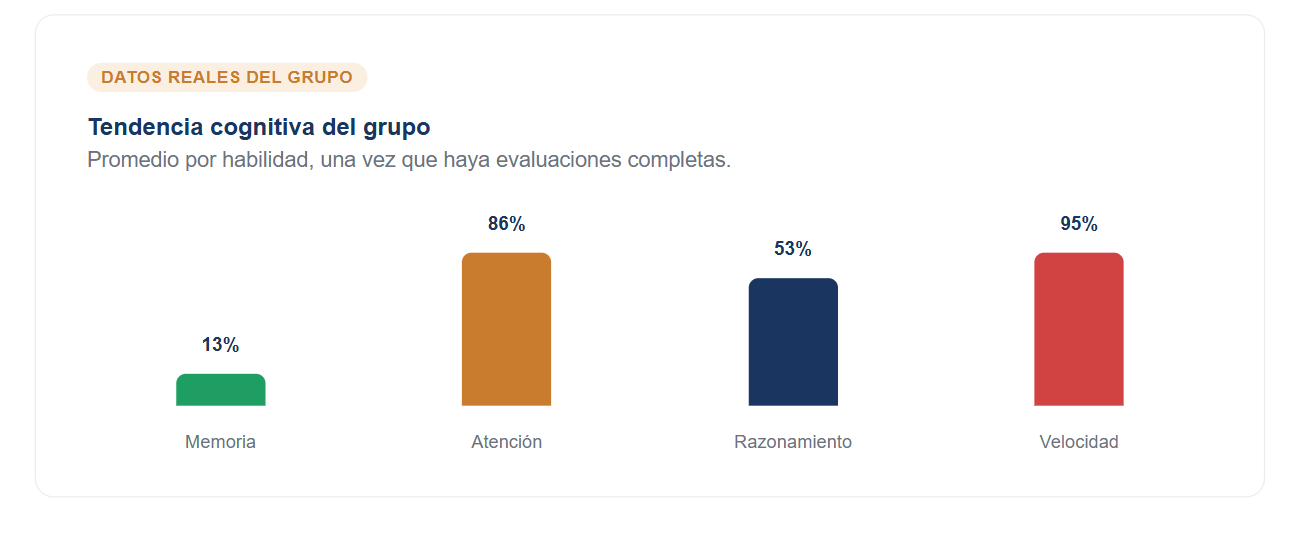 DATOS REALES DEL GRUPO
Tendencia cognitiva del grupo
Promedio por habilidad, una vez que haya evaluaciones completas.
13%
86%
53%
95%
Memoria
Atención
Razonamiento
Velocidad